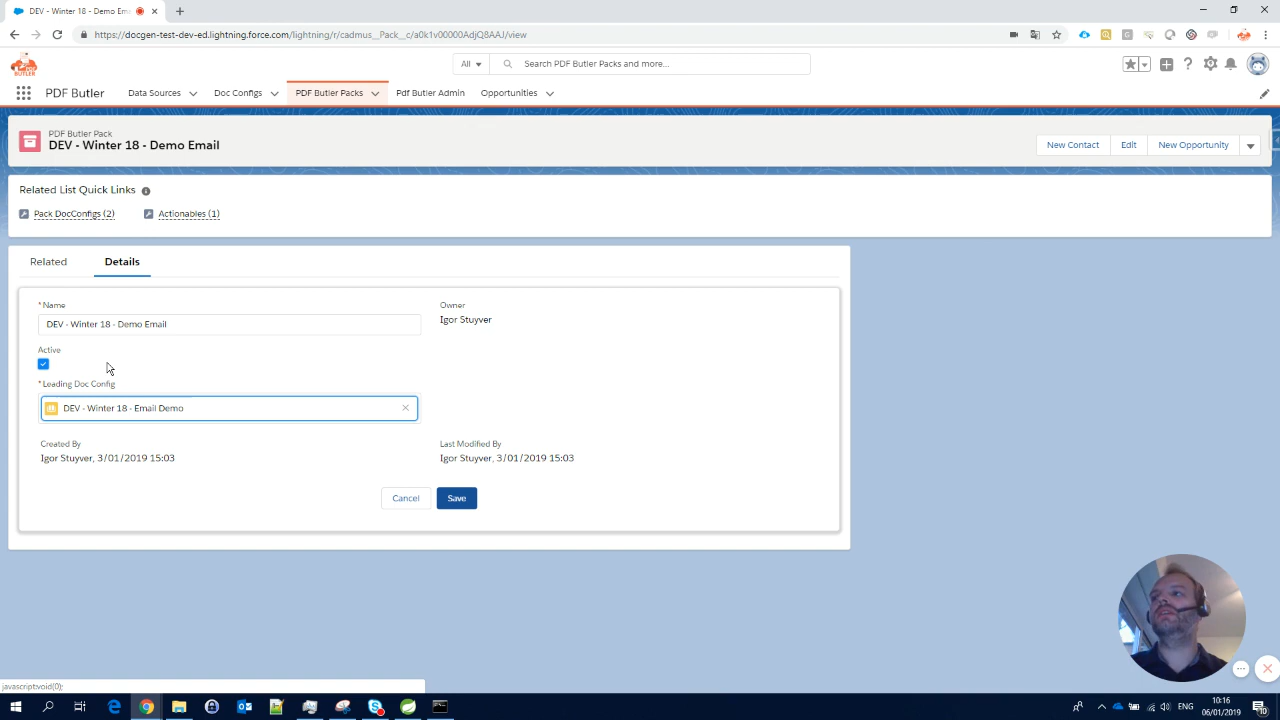 DEV - Winter 18 - Demo Em
https://docgen-test-dev-ed.lightning.force.com/lightning/r/cadmus__Pack__c/a0k1v00000AdjQ8AAJ/view
All
Search PDF Butler Packs and more...
PDF Butler
Data Sources
Doc Configs
PDF Butler Packs
Pdf Butler Admin
Opportunities
PDF Butler Pack
DEV - Winter 18 - Demo Email
New Contact
Edit
New Opportunity
Related List Quick Links
Pack DocConfigs (2)
Actionables (1)
Related
Details
*Name
DEV - Winter 18 - Demo Email
Owner
Igor Stuyver
Active
*Leading Doc Config
DEV - Winter 18 - Email Demo
Created By
Igor Stuyver, 3/01/2019 15:03
Last Modified By
Igor Stuyver, 3/01/2019 15:03
Cancel
Save
javascript:void(0);
ENG
10:16
06/01/2019